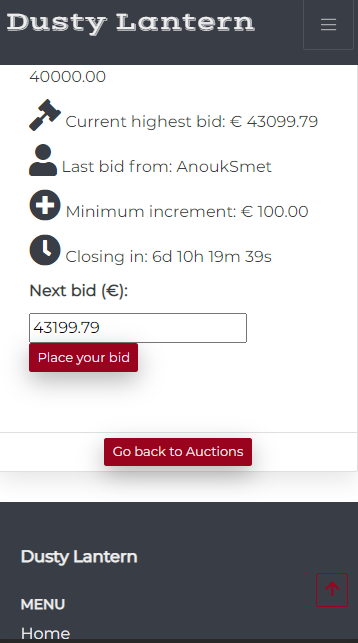 Dusty Lantern
40000.00
Current highest bid: € 43099.79
Last bid from: AnoukSmet
Minimum increment: € 100.00
Closing in: 6d 10h 19m 39s
Next bid (€):
43199.79
Place your bid
Go back to Auctions
Dusty Lantern
MENU
Home